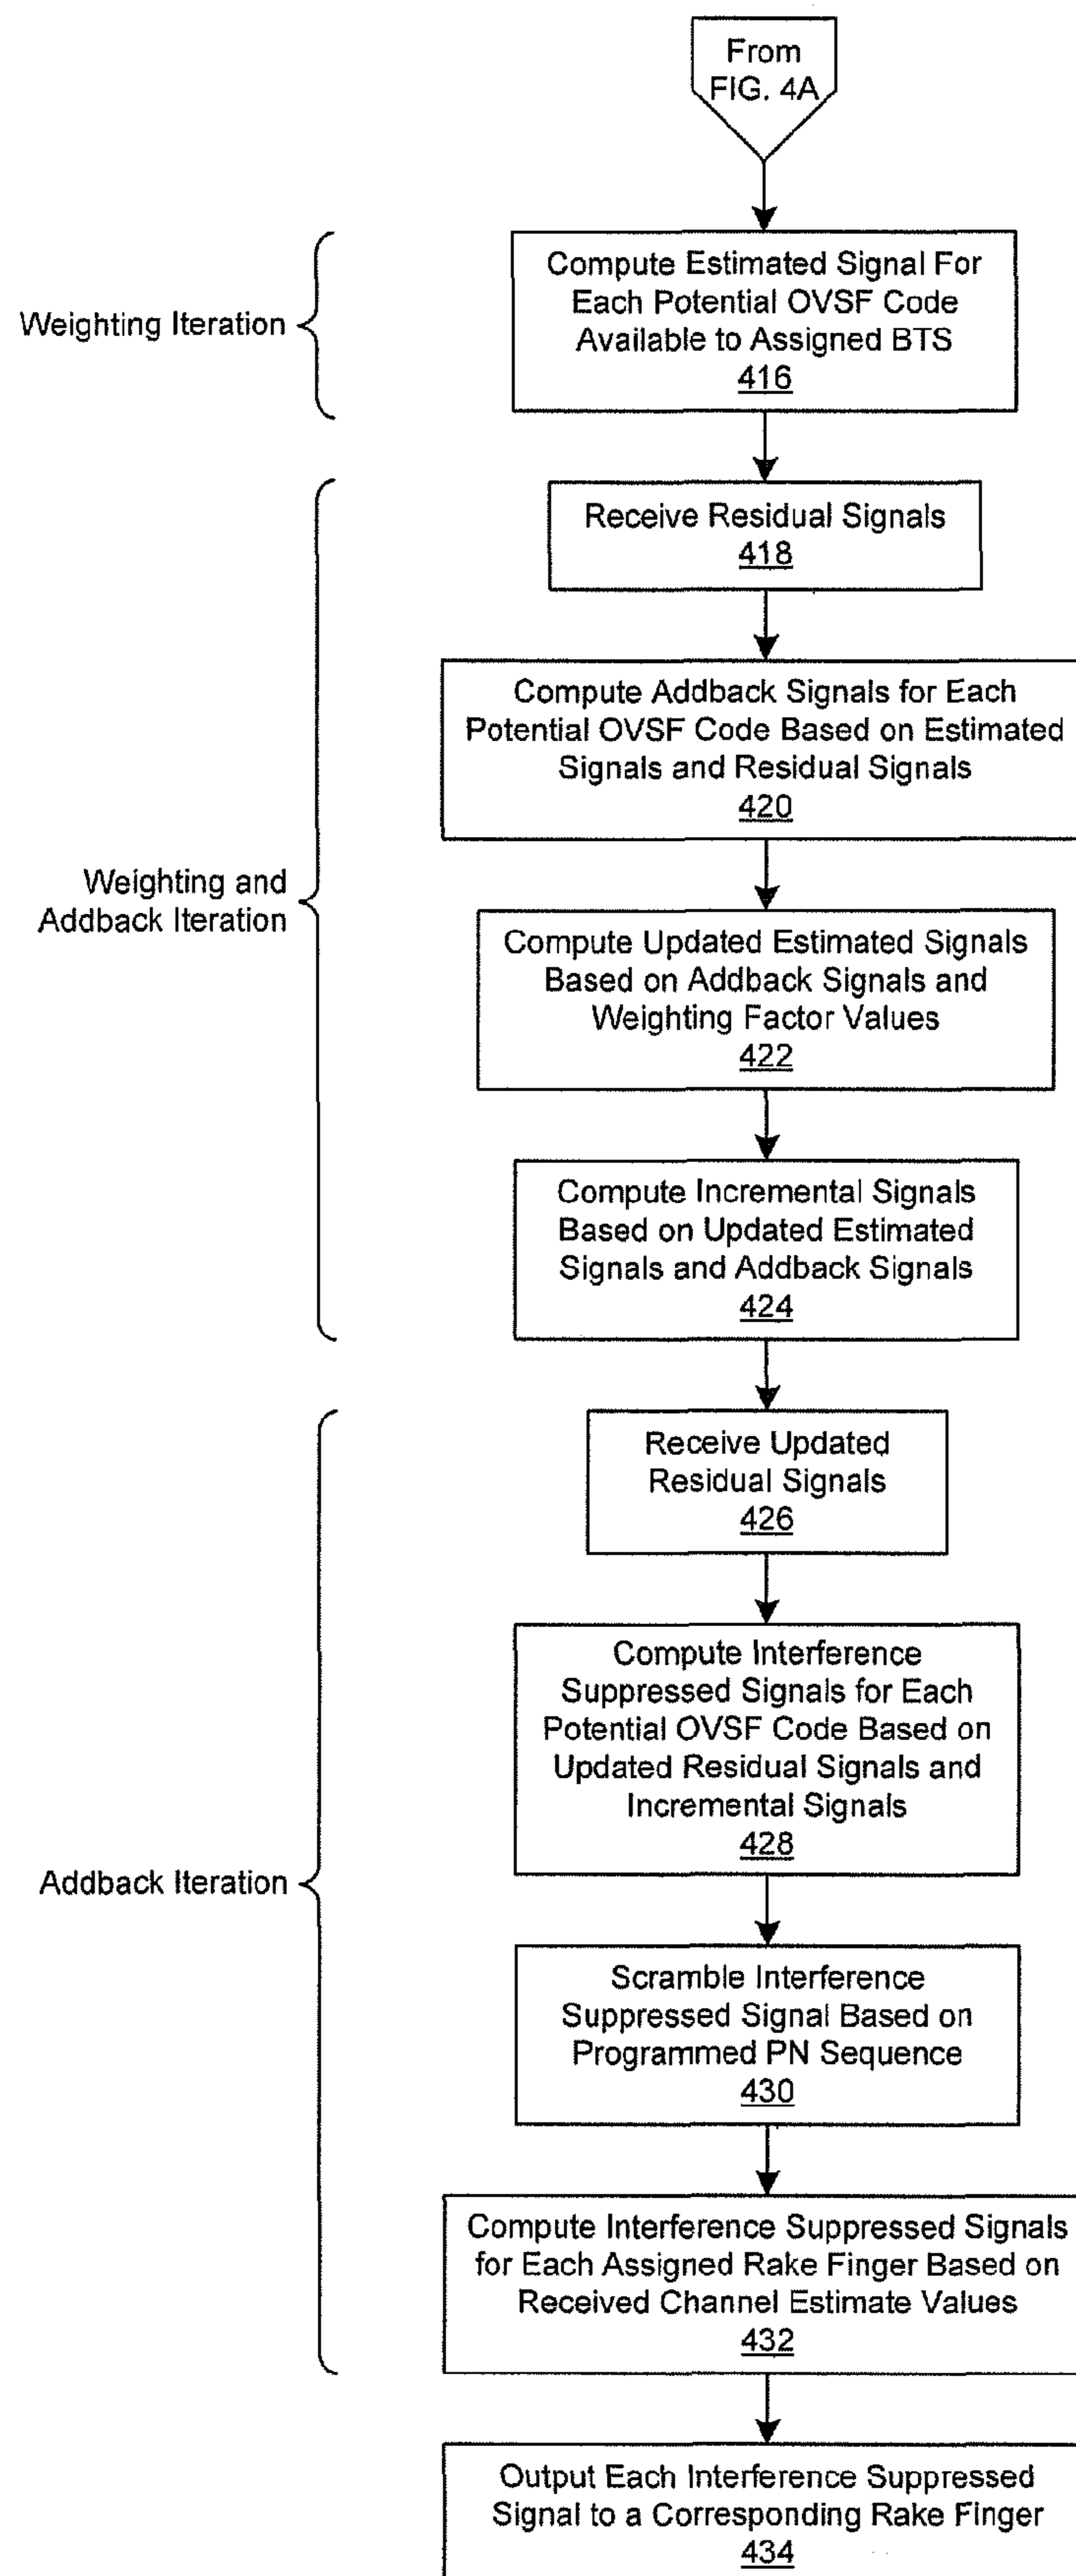 From
FIG. 4A
Weighting Iteration
Compute Estimated Signal For
Each Potential OVSF Code
Available to Assigned BTS
416
Weighting and
Addback Iteration
Receive Residual Signals
418
Compute Addback Signals for Each
Potential OVSF Code Based on Estimated
Signals and Residual Signals
420
Compute Updated Estimated Signals
Based on Addback Signals and
Weighting Factor Values
422
Compute Incremental Signals
Based on Updated Estimated
Signals and Addback Signals
424
Addback Iteration
Receive Updated
Residual Signals
426
Compute Interference
Suppressed Signals for Each
Potential OVSF Code Based on
Updated Residual Signals and
Incremental Signals
428
Scramble Interference
Suppressed Signal Based on
Programmed PN Sequence
430
Compute Interference Suppressed Signals
for Each Assigned Rake Finger Based on
Received Channel Estimate Values
432
Output Each Interference Suppressed
Signal to a Corresponding Rake Finger
434